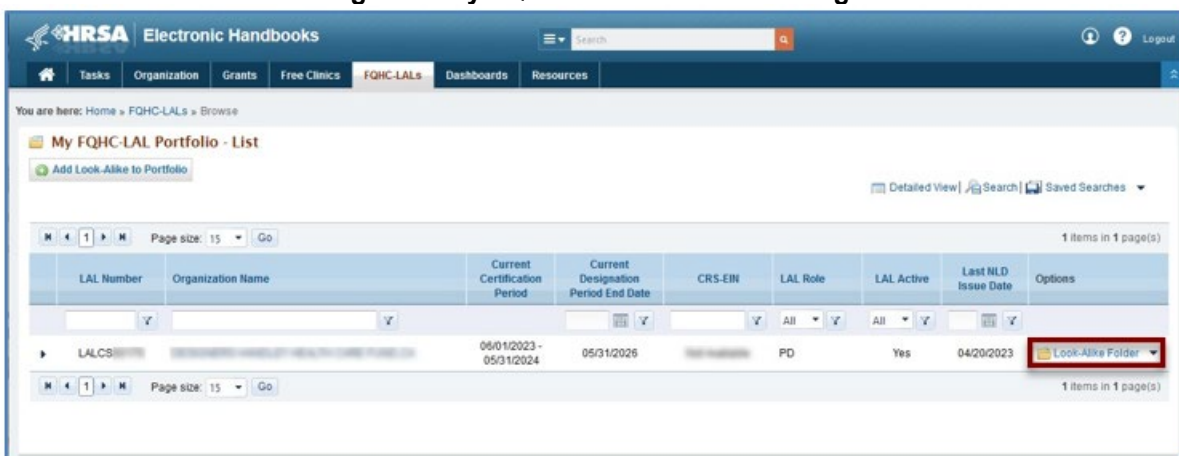 HRSA Electronic Handbooks
Search
Logout
Tasks Organization Grants Free Clinics FQHC-LALs Dashboards Resources
You are here: Home » FQHC-LALs » Browse
My FQHC-LAL Portfolio - List
Add Look-Alike to Portfolio
Detailed View | Search | Saved Searches
1 Page size: 15 Go 1 items in 1 page(s)
LAL Number Organization Name Current Certification Period Current Designation Period End Date CRS-EIN LAL Role LAL Active Last NLD Issue Date Options
All All
LALCS 06/01/2023 - 05/31/2024 05/31/2026 PD Yes 04/20/2023 Look-Alike Folder
1 Page size: 15 Go 1 items in 1 page(s)